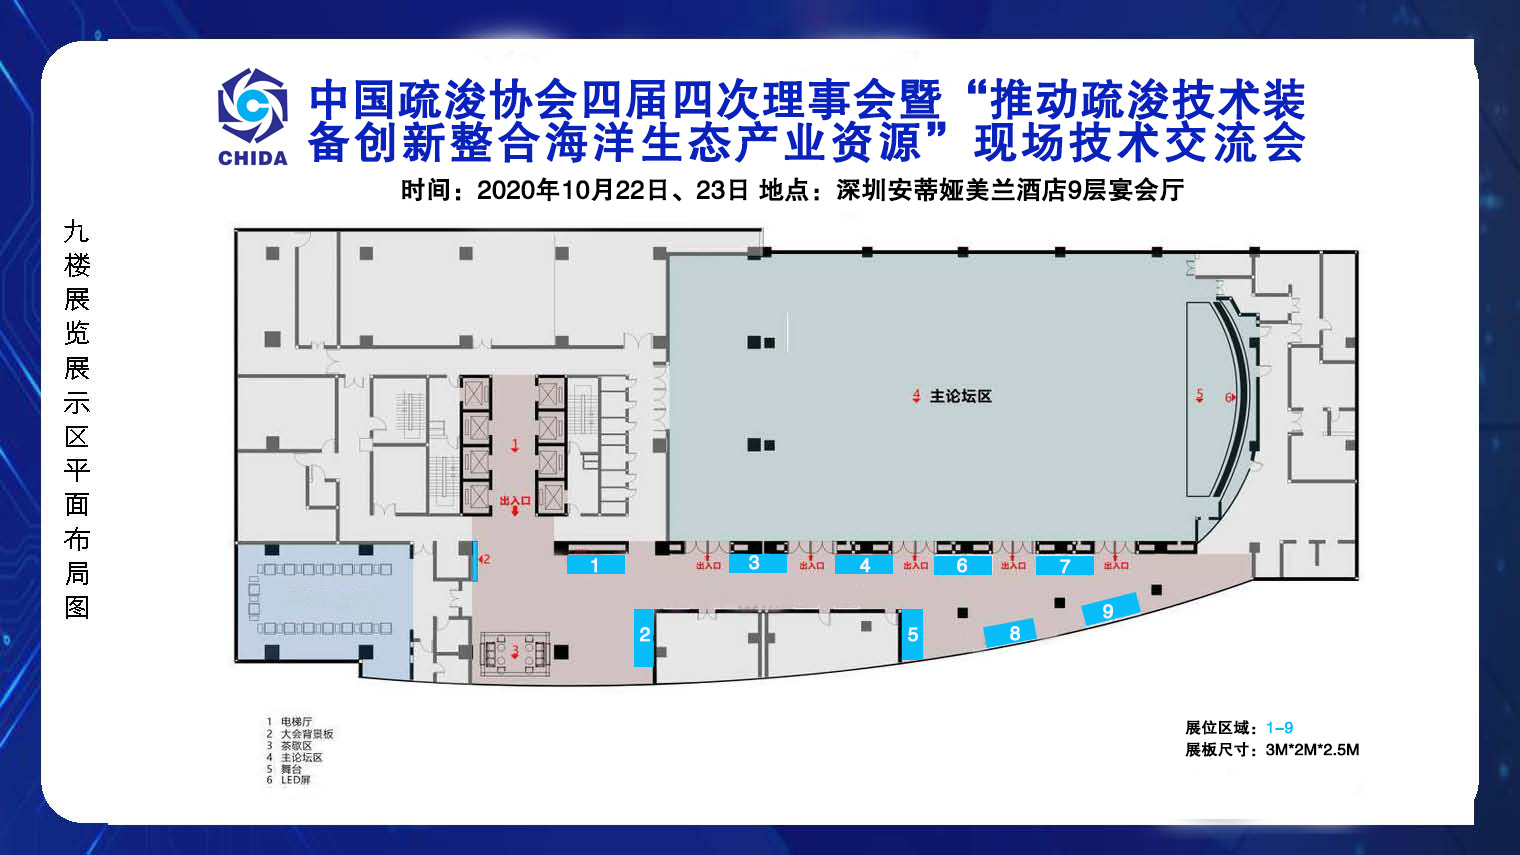 中国疏浚协会四届四次理事会暨“推动疏浚技术装
备创新整合海洋生态产业资源”现场技术交流会
CHIDA
时间：2020年10月22日、23日 地点：深圳安蒂娅美兰酒店9层宴会厅
九楼展览展示区平面布局图
4 主论坛区
5
6
1
出入口
2
出入口
出入口
出入口
出入口
出入口
1
3
4
6
7
9
8
2
5
3
1 电梯厅
2 大会背景板
3 茶歇区
4 主论坛区
5 舞台
6 LED屏
展位区域：1-9
展板尺寸：3M*2M*2.5M